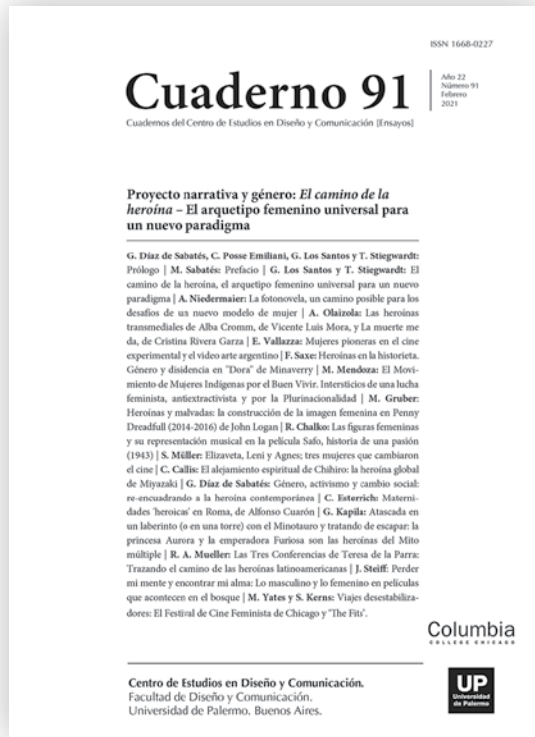 ISSN 1668-0227
Cuaderno 91
Año 22
Número 91
Febrero
2021
Cuadernos del Centro de Estudios en Diseño y Comunicación [Ensayos]
Proyecto narrativa y género: El camino de la
heroína – El arquetipo femenino universal para
un nuevo paradigma
G. Díaz de Sabatés, C. Posse Emiliani, G. Los Santos y T. Stiegwardt:
Prólogo | M. Sabatés: Prefacio | G. Los Santos y T. Stiegwardt: El
camino de la heroína, el arquetipo femenino universal para un nuevo
paradigma | A. Niedermaier: La fotonovela, un camino posible para los
desafíos de un nuevo modelo de mujer | A. Olaizola: Las heroínas
transmediales de Alba Cromm, de Vicente Luis Mora, y La muerte me
da, de Cristina Rivera Garza | E. Vallazza: Mujeres pioneras en el cine
experimental y el video arte argentino | F. Saxe: Heroínas en la historieta.
Género y disidencia en "Dora" de Minaverry | M. Mendoza: El Movi-
miento de Mujeres Indígenas por el Buen Vivir. Intersticios de una lucha
feminista, antiextractivista y por la Plurinacionalidad | M. Gruber:
Heroínas y malvadas: la construcción de la imagen femenina en Penny
Dreadfull (2014-2016) de John Logan | R. Chalko: Las figuras femeninas
y su representación musical en la película Safo, historia de una pasión
(1943) | S. Müller: Elizaveta, Leni y Agnes; tres mujeres que cambiaron
el cine | C. Callis: El alejamiento espiritual de Chihiro: la heroína global
de Miyazaki | G. Díaz de Sabatés: Género, activismo y cambio social:
re-encuadrando a la heroína contemporánea | C. Esterrich: Materni-
dades 'heroicas' en Roma, de Alfonso Cuarón | G. Kapila: Atascada en
un laberinto (o en una torre) con el Minotauro y tratando de escapar: la
princesa Aurora y la emperadora Furiosa son las heroínas del Mito
múltiple | R. A. Mueller: Las Tres Conferencias de Teresa de la Parra:
Trazando el camino de las heroínas latinoamericanas | J. Steiff: Perder
mi mente y encontrar mi alma: Lo masculino y lo femenino en películas
que acontecen en el bosque | M. Yates y S. Kerns: Viajes desestabiliza-
dores: El Festival de Cine Feminista de Chicago y "The Fits".
Columbia
COLLEGE CHICAGO
Centro de Estudios en Diseño y Comunicación.
Facultad de Diseño y Comunicación.
Universidad de Palermo. Buenos Aires.
UP
Universidad
de Palermo